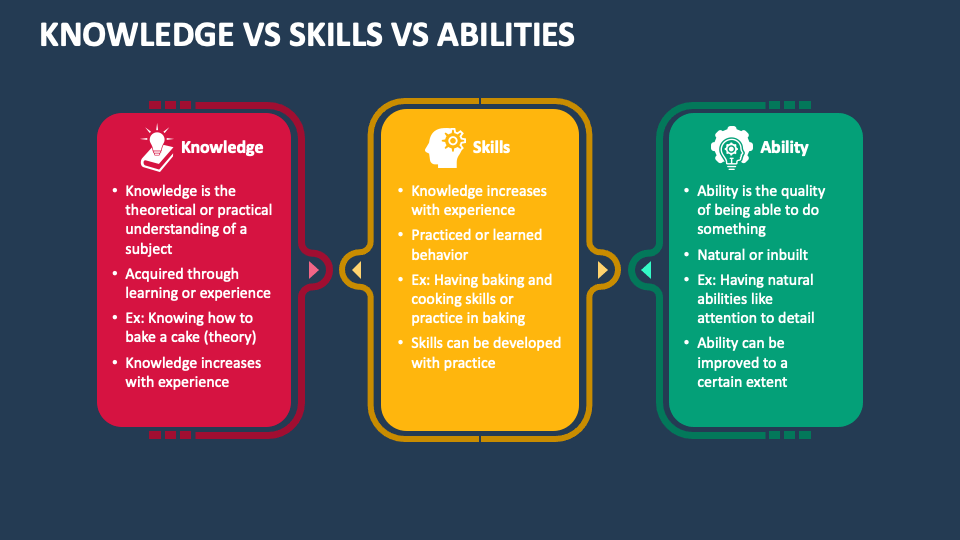 KNOWLEDGE VS SKILLS VS ABILITIES
Knowledge
• Knowledge is the
theoretical or practical
understanding of a
subject
• Acquired through
learning or experience
• Ex: Knowing how to
bake a cake (theory)
• Knowledge increases
with experience
Skills
• Knowledge increases
with experience
• Practiced or learned
behavior
• Ex: Having baking and
cooking skills or
practice in baking
• Skills can be developed
with practice
Ability
• Ability is the quality
of being able to do
something
• Natural or inbuilt
• Ex: Having natural
abilities like
attention to detail
• Ability can be
improved to a
certain extent